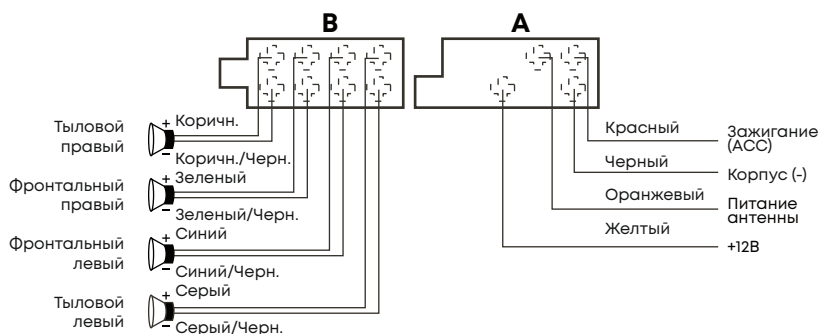 B
A
Тыловой
правый
+ Коричн.
– Коричн./Черн.
Фронтальный
правый
+ Зеленый
– Зеленый/Черн.
Фронтальный
левый
+ Синий
– Синий/Черн.
Тыловой
левый
+ Серый
– Серый/Черн.
Красный
Зажигание
(ACC)
Черный
Корпус (-)
Оранжевый
Питание
антенны
Желтый
+12В